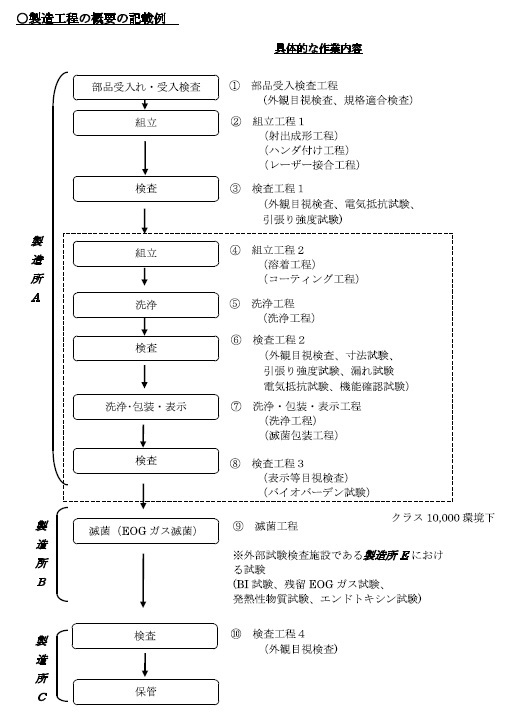 ○製造工程の概要の記載例
具体的な作業内容
部品受入れ・受入検査
① 部品受入検査工程
（外観目視検査、規格適合検査）
組立
② 組立工程１
（射出成形工程）
（ハンダ付け工程）
（レーザー接合工程）
検査
③ 検査工程１
（外観目視検査、電気抵抗試験、
引張り強度試験）
製造所A
組立
④ 組立工程２
（溶着工程）
（コーティング工程）
洗浄
⑤ 洗浄工程
（洗浄工程）
検査
⑥ 検査工程２
（外観目視検査、寸法試験、
引張り強度試験、漏れ試験
電気抵抗試験、機能確認試験）
洗浄・包装・表示
⑦ 洗浄・包装・表示工程
（洗浄工程）
（滅菌包装工程）
検査
⑧ 検査工程３
（表示等目視検査）
（バイオバーデン試験）
クラス 10,000 環境下
製造所B
滅菌（EOG ガス滅菌）
⑨ 滅菌工程
※外部試験検査施設である製造所 E におけ
る試験
（BI 試験、残留 EOG ガス試験、
発熱性物質試験、エンドトキシン試験）
製造所C
検査
⑩ 検査工程４
（外観目視検査）
保管